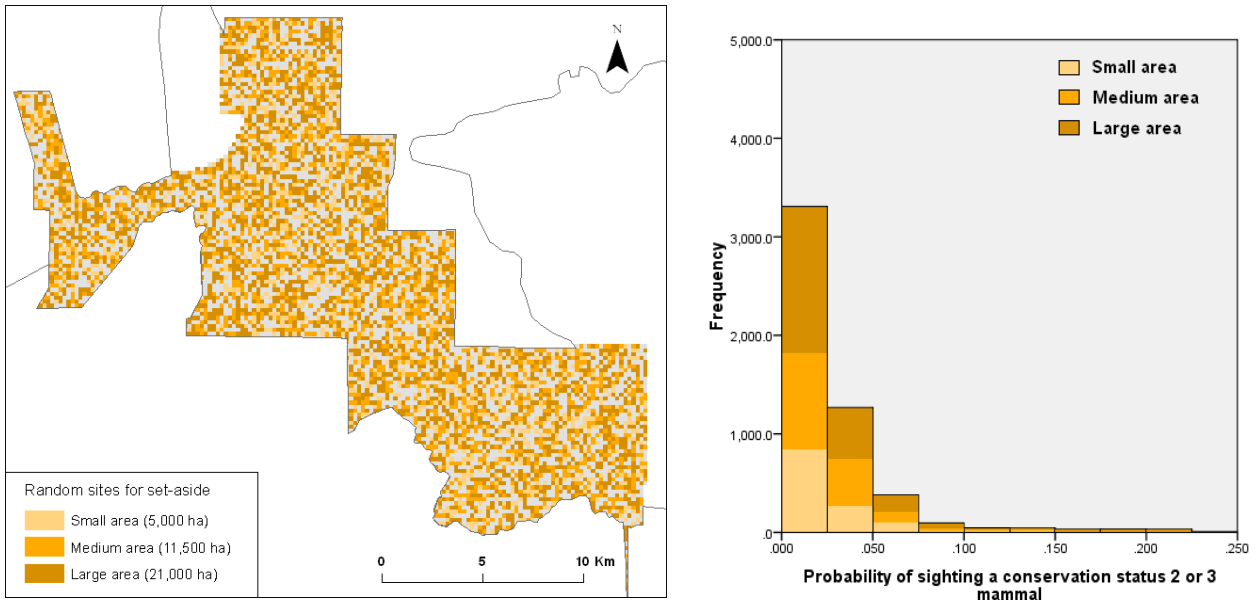 N
Random sites for set-aside
Small area (5,000 ha)
Medium area (11,500 ha)
Large area (21,000 ha)
0 5 10 Km
5,000.0
4,000.0
3,000.0
2,000.0
1,000.0
.0
Frequency
Small area
Medium area
Large area
.000 .050 .100 .150 .200 .250
Probability of sighting a conservation status 2 or 3
mammal